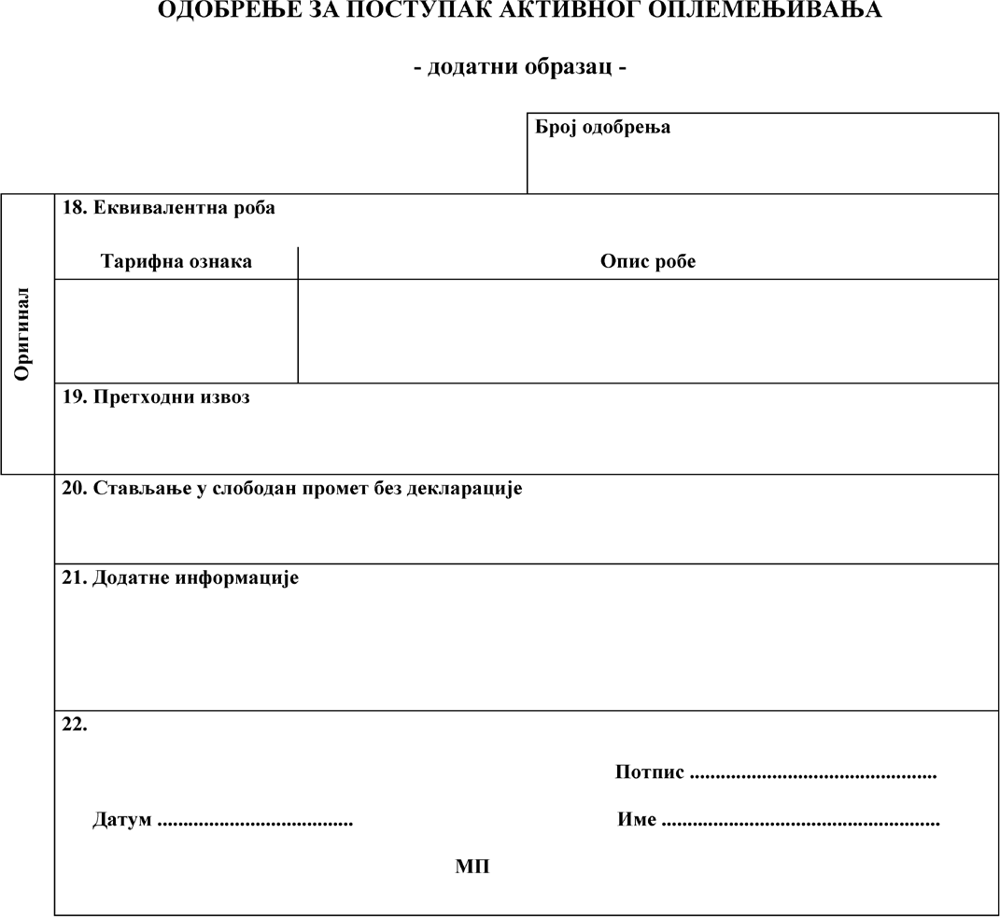 ОДОБРЕЊЕ ЗА ПОСТУПАК АКТИВНОГ ОПЛЕМЕЊИВАЊА
- додатни образац -
Број одобрења
Оригинал
18. Еквивалентна роба
Тарифна ознака Опис робе
19. Претходни извоз
20. Стављање у слободан промет без декларације
21. Додатне информације
22.
Потпис ................................................
Датум ...................................... Име ......................................................
МП